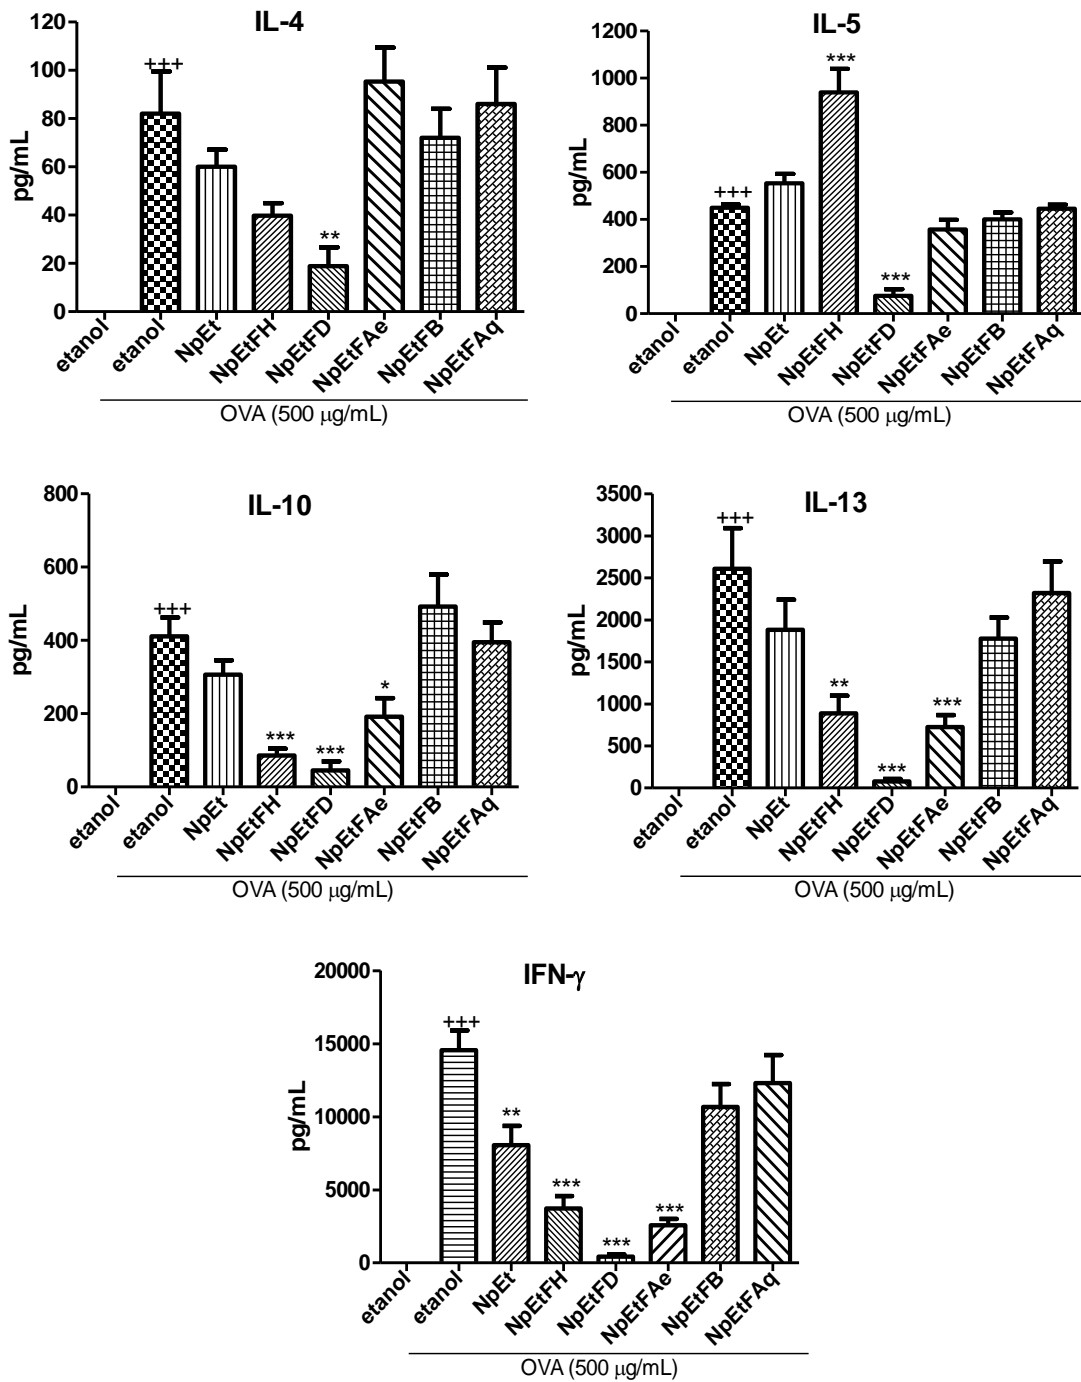 IL-4
pg/mL
120
100
80
60
40
20
0
+++
**
etanol
etanol
NpEt
NpEtFH
NpEtFD
NpEtFAe
NpEtFB
NpEtFAq
OVA (500 µg/mL)
IL-5
pg/mL
1200
1000
800
600
400
200
0
+++
***
***
etanol
etanol
NpEt
NpEtFH
NpEtFD
NpEtFAe
NpEtFB
NpEtFAq
OVA (500 µg/mL)
IL-10
pg/mL
800
600
400
200
0
+++
***
***
*
etanol
etanol
NpEt
NpEtFH
NpEtFD
NpEtFAe
NpEtFB
NpEtFAq
OVA (500 µg/mL)
IL-13
pg/mL
3500
3000
2500
2000
1500
1000
500
0
+++
**
***
***
etanol
etanol
NpEt
NpEtFH
NpEtFD
NpEtFAe
NpEtFB
NpEtFAq
OVA (500 µg/mL)
IFN-γ
pg/mL
20000
15000
10000
5000
0
+++
**
***
***
***
etanol
etanol
NpEt
NpEtFH
NpEtFD
NpEtFAe
NpEtFB
NpEtFAq
OVA (500 µg/mL)